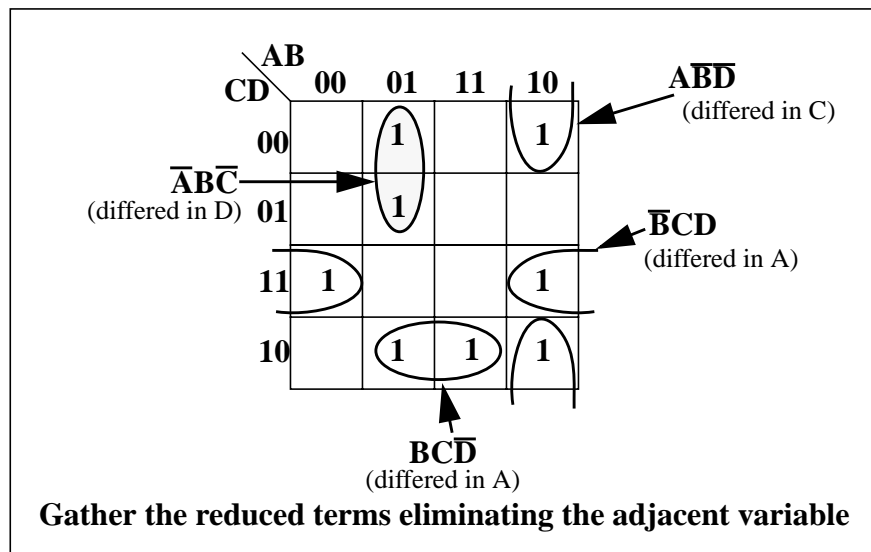 AB
CD
00 01 11 10
AB̅D̅
(differed in C)
00 1 1
A̅BC̅
(differed in D)
01 1
B̅CD
(differed in A)
11 1 1
10 1 1 1
BCD̅
(differed in A)
Gather the reduced terms eliminating the adjacent variable